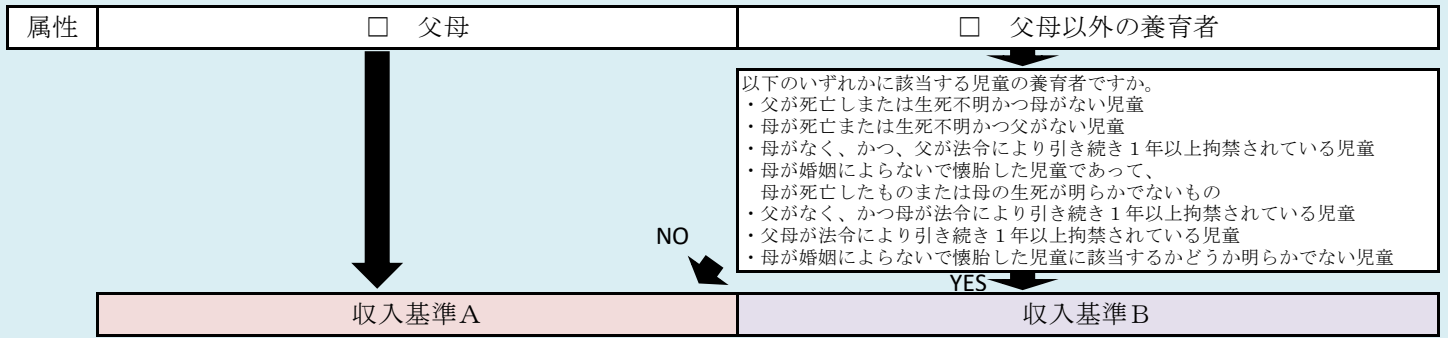 属性 □ 父母 □ 父母以外の養育者
以下のいずれかに該当する児童の養育者ですか。
・父が死亡しまたは生死不明かつ母がない児童
・母が死亡または生死不明かつ父がない児童
・母がなく、かつ、父が法令により引き続き１年以上拘禁されている児童
・母が婚姻によらないで懐胎した児童であって、
母が死亡したものまたは母の生死が明らかでないもの
・父がなく、かつ母が法令により引き続き１年以上拘禁されている児童
・父母が法令により引き続き１年以上拘禁されている児童
・母が婚姻によらないで懐胎した児童に該当するかどうか明らかでない児童
NO
YES
収入基準Ａ 収入基準Ｂ